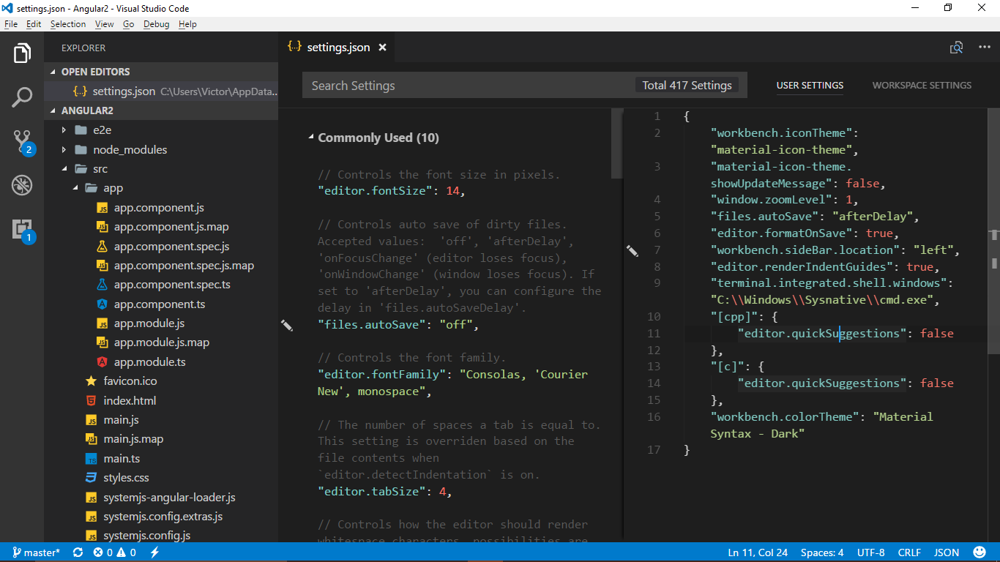 settings.json - Angular2 - Visual Studio Code
File Edit Selection View Go Debug Help
EXPLORER
OPEN EDITORS
settings.json C:\Users\Victor\AppData...
ANGULAR2
e2e
node_modules
src
app
app.component.js
app.component.js.map
app.component.spec.js
app.component.spec.js.map
app.component.spec.ts
app.component.ts
app.module.js
app.module.js.map
app.module.ts
favicon.ico
index.html
main.js
main.js.map
main.ts
styles.css
systemjs-angular-loader.js
systemjs.config.extras.js
systemjs.config.js
2
1
settings.json
Search Settings Total 417 Settings
USER SETTINGS WORKSPACE SETTINGS
Commonly Used (10)
// Controls the font size in pixels.
"editor.fontSize": 14,
// Controls auto save of dirty files.
Accepted values:  'off', 'afterDelay',
'onFocusChange' (editor loses focus),
'onWindowChange' (window loses focus). If
set to 'afterDelay', you can configure the
delay in 'files.autoSaveDelay'.
"files.autoSave": "off",
// Controls the font family.
"editor.fontFamily": "Consolas, 'Courier
New', monospace",
// The number of spaces a tab is equal to.
This setting is overriden based on the
file contents when
`editor.detectIndentation` is on.
"editor.tabSize": 4,
// Controls how the editor should render
whitespace characters, possibilities are
1 {
2 "workbench.iconTheme":
"material-icon-theme",
3 "material-icon-theme.
showUpdateMessage": false,
4 "window.zoomLevel": 1,
5 "files.autoSave": "afterDelay",
6 "editor.formatOnSave": true,
7 "workbench.sideBar.location": "left",
8 "editor.renderIndentGuides": true,
9 "terminal.integrated.shell.windows":
"C:\\Windows\\Sysnative\\cmd.exe",
10 "[cpp]": {
11 "editor.quickSuggestions": false
12 },
13 "[c]": {
14 "editor.quickSuggestions": false
15 },
16 "workbench.colorTheme": "Material
Syntax - Dark"
17 }
master* 0 0 Ln 11, Col 24 Spaces: 4 UTF-8 CRLF JSON